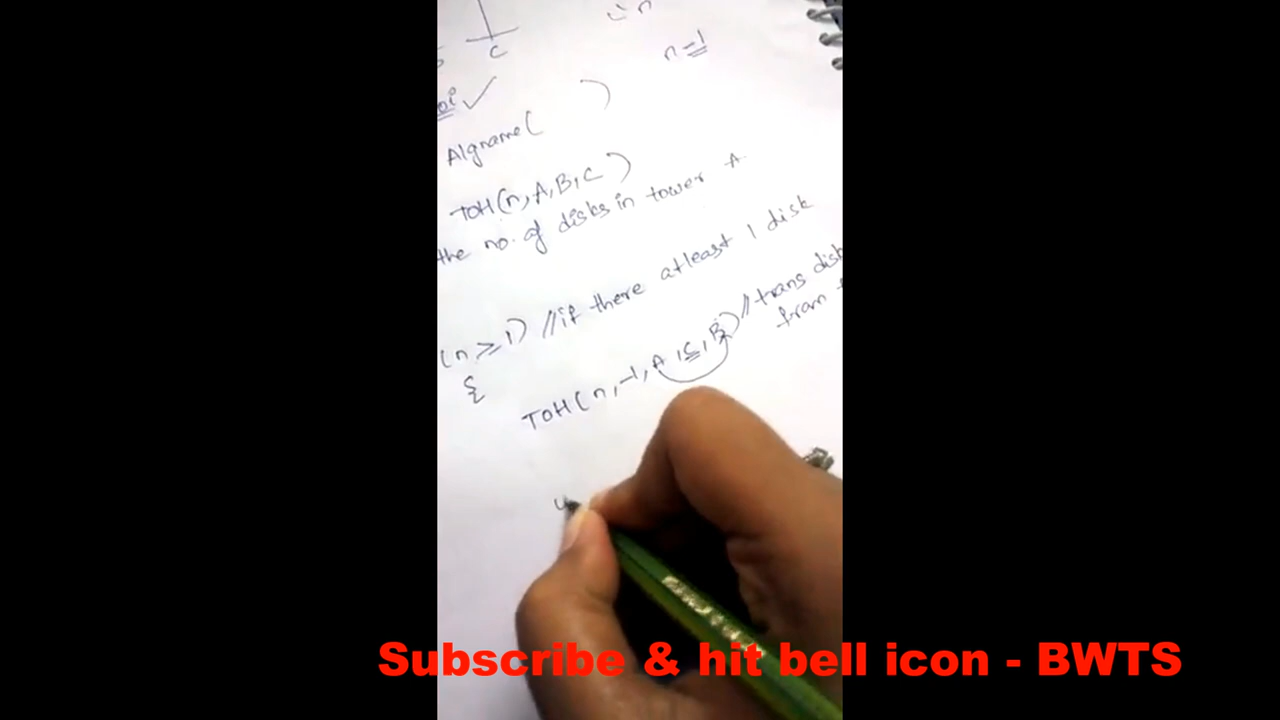 n
C
n=1
oi ✓
Algname( )
TOH(n,A,B,C)
the no. of disks in tower A
(n ≥ 1) //if there atleast 1 disk
{
TOH(n,-1,A,C,B) //trans disk
from
Subscribe & hit bell icon - BWTS